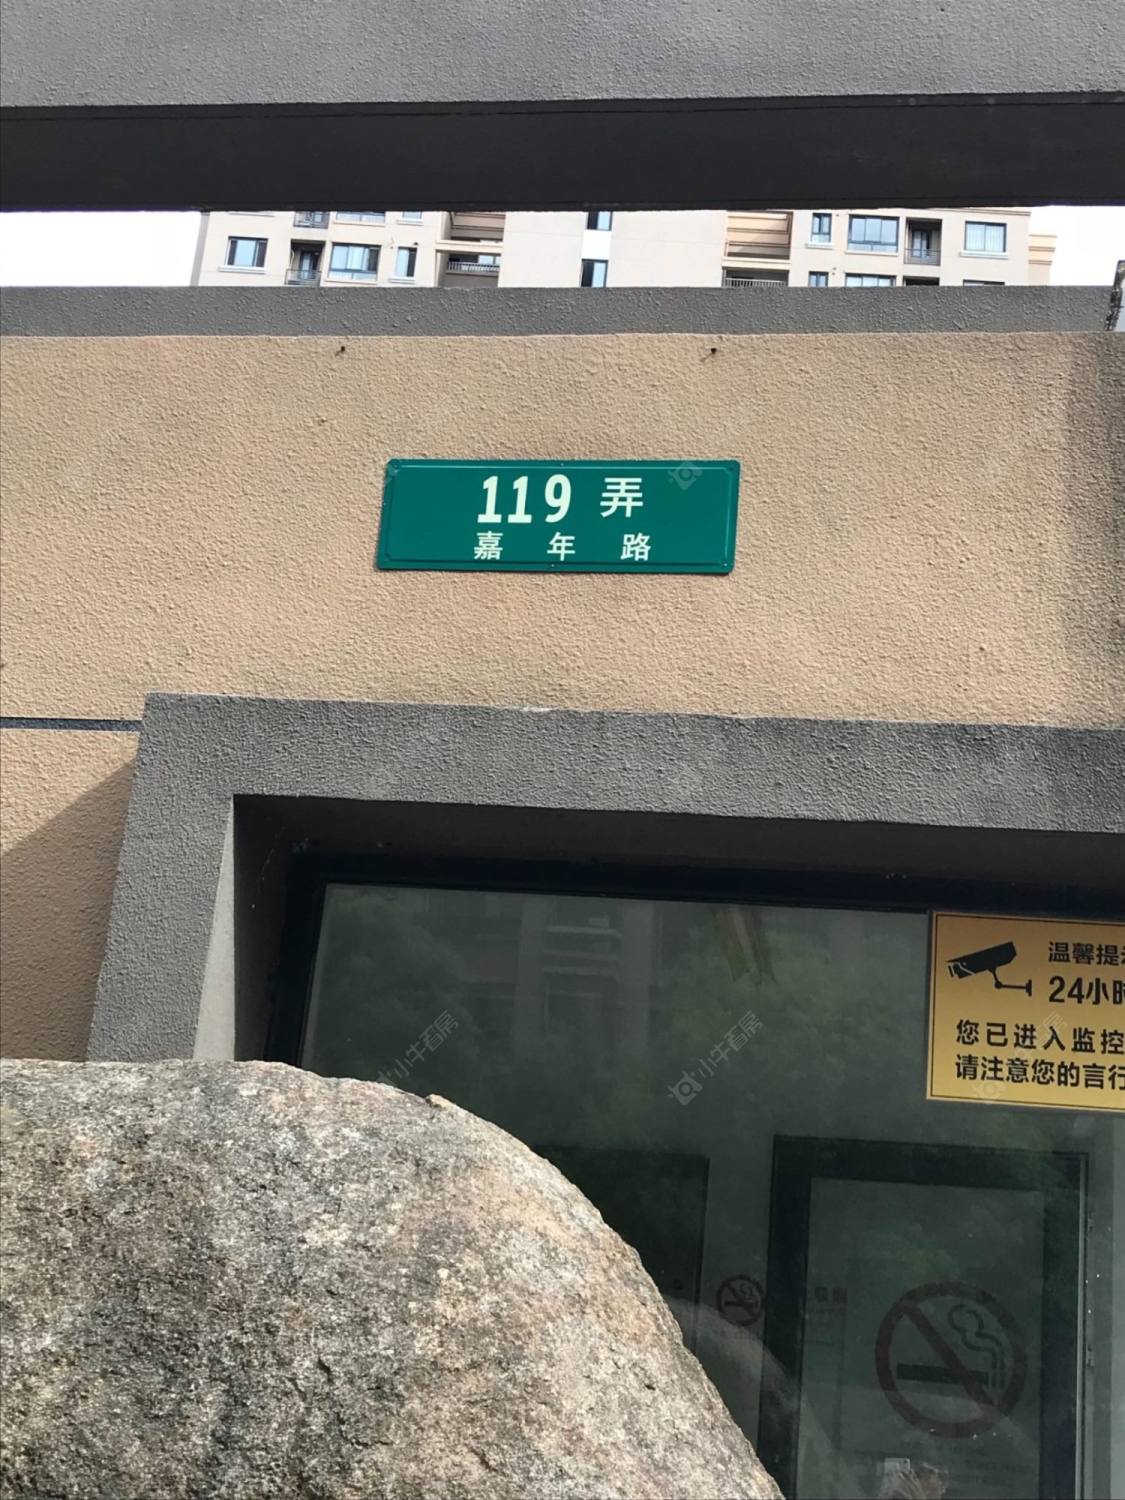 119 弄
嘉年路
温馨提
24小时
您已进入监控
请注意您的言行
小牛看房
小牛看房